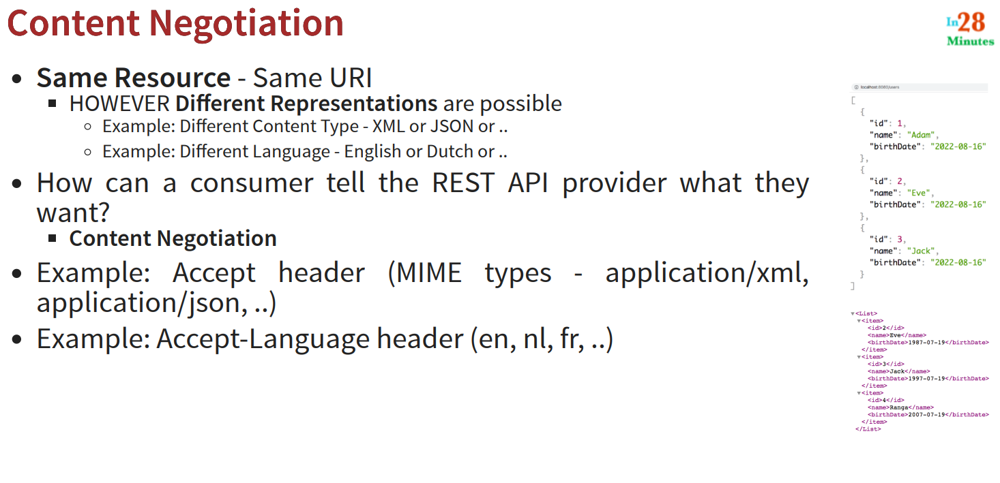 Content Negotiation
In28
Minutes
Same Resource - Same URI
HOWEVER Different Representations are possible
Example: Different Content Type - XML or JSON or ..
Example: Different Language - English or Dutch or ..
How can a consumer tell the REST API provider what they
want?
Content Negotiation
Example: Accept header (MIME types - application/xml,
application/json, ..)
Example: Accept-Language header (en, nl, fr, ..)
localhost:8080/users
[
{
"id": 1,
"name": "Adam",
"birthDate": "2022-08-16"
},
{
"id": 2,
"name": "Eve",
"birthDate": "2022-08-16"
},
{
"id": 3,
"name": "Jack",
"birthDate": "2022-08-16"
}
]
<List>
<item>
<id>2</id>
<name>Eve</name>
<birthDate>1987-07-19</birthDate>
</item>
<item>
<id>3</id>
<name>Jack</name>
<birthDate>1997-07-19</birthDate>
</item>
<item>
<id>4</id>
<name>Ranga</name>
<birthDate>2007-07-19</birthDate>
</item>
</List>